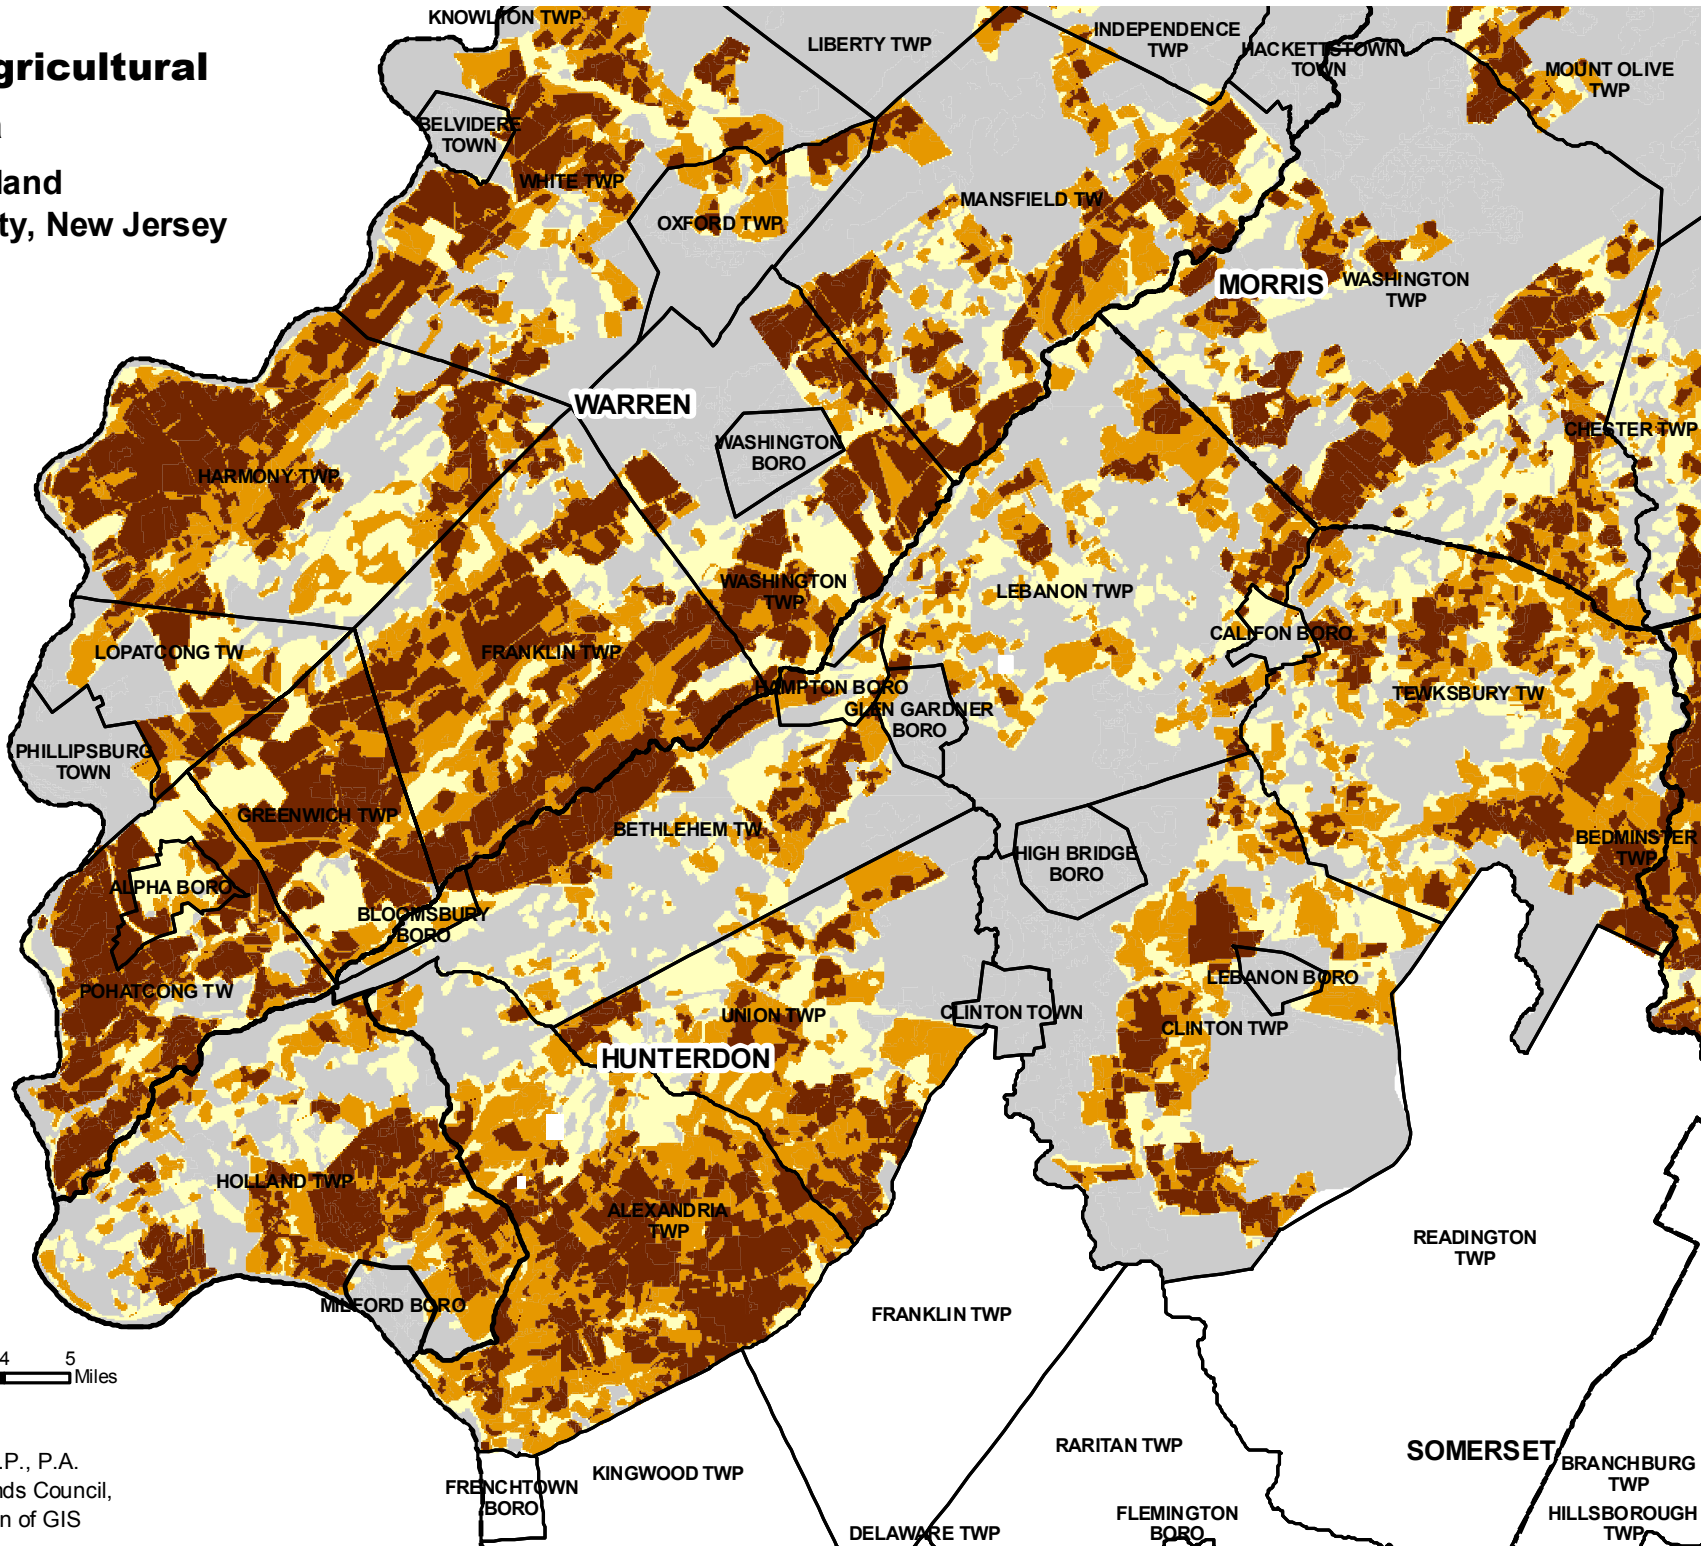 KNOWLTON TWP
LIBERTY TWP
INDEPENDENCE
TWP
HACKETTSTOWN
TOWN
MOUNT OLIVE
TWP
gricultural
land
ty, New Jersey
BELVIDERE
TOWN
WHITE TWP
OXFORD TWP
MANSFIELD TW
MORRIS
WASHINGTON
TWP
WARREN
WASHINGTON
BORO
CHESTER TWP
HARMONY TWP
WASHINGTON
TWP
LEBANON TWP
CALIFON BORO
LOPATCONG TW
FRANKLIN TWP
HAMPTON BORO
GLEN GARDNER
BORO
TEWKSBURY TW
PHILLIPSBURG
TOWN
GREENWICH TWP
BETHLEHEM TW
HIGH BRIDGE
BORO
BEDMINSTER
TWP
ALPHA BORO
BLOOMSBURY
BORO
POHATCONG TW
UNION TWP
CLINTON TOWN
LEBANON BORO
CLINTON TWP
HUNTERDON
HOLLAND TWP
ALEXANDRIA
TWP
READINGTON
TWP
MILFORD BORO
FRANKLIN TWP
4 5
Miles
RARITAN TWP
SOMERSET
.P., P.A.
nds Council,
n of GIS
KINGWOOD TWP
FRENCHTOWN
BORO
BRANCHBURG
TWP
DELAWARE TWP
FLEMINGTON
BORO
HILLSBOROUGH
TWP